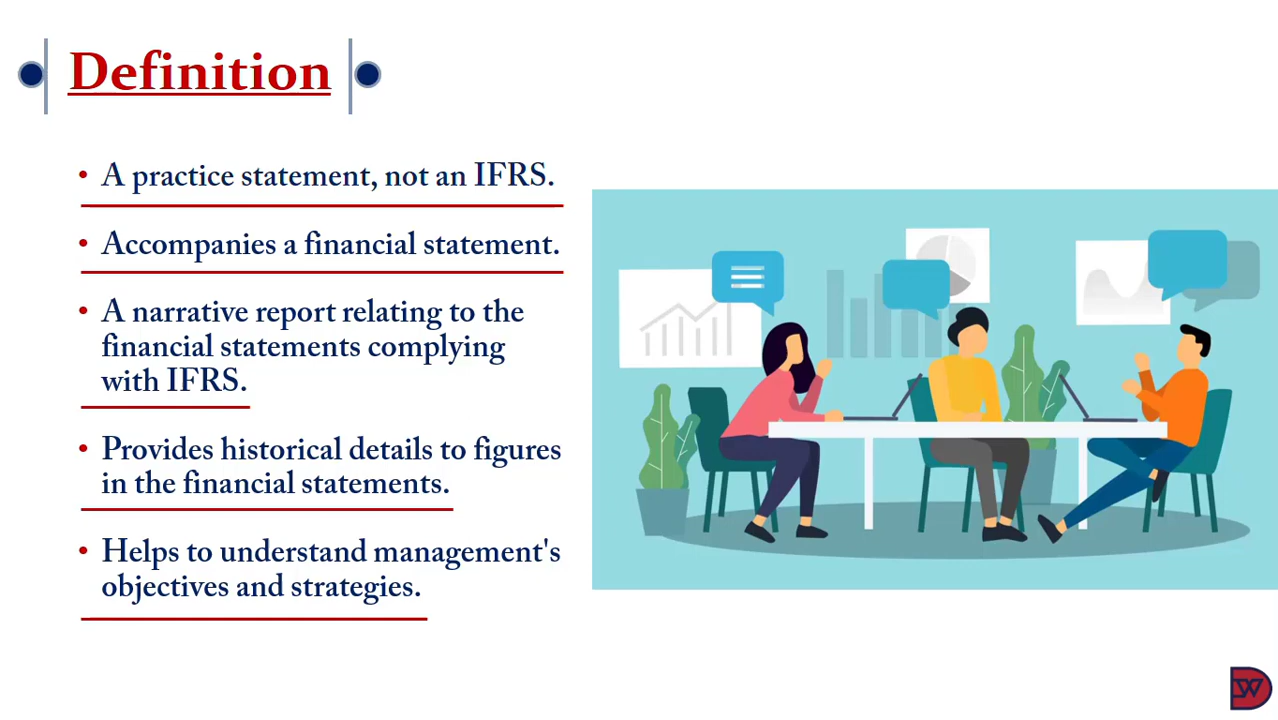 Definition
• A practice statement, not an IFRS.
• Accompanies a financial statement.
• A narrative report relating to the
financial statements complying
with IFRS.
• Provides historical details to figures
in the financial statements.
• Helps to understand management's
objectives and strategies.
DW